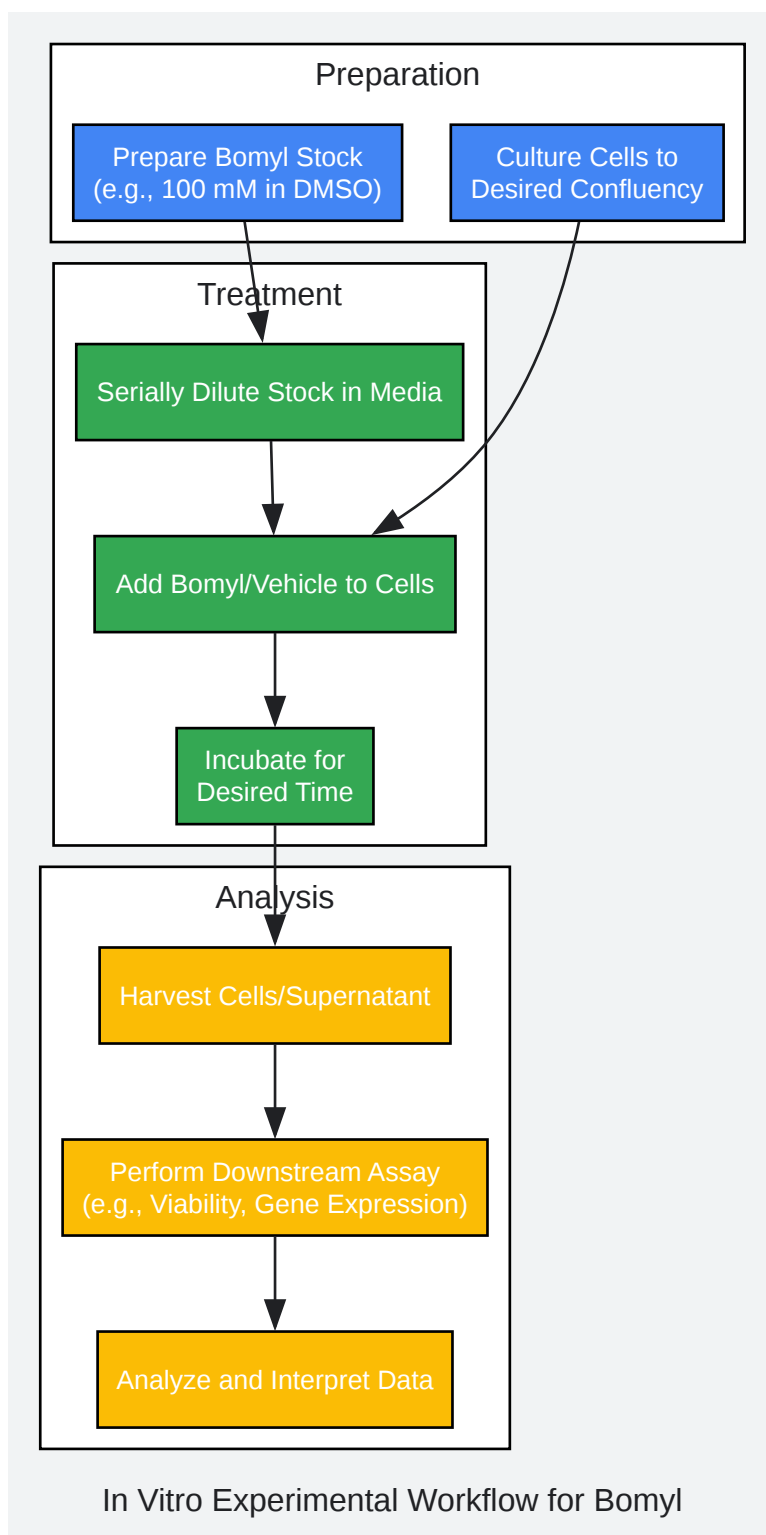 Preparation
Prepare Bomyl Stock
(e.g., 100 mM in DMSO)
Culture Cells to
Desired Confluency
Treatment
Serially Dilute Stock in Media
Add Bomyl/Vehicle to Cells
Incubate for
Desired Time
Analysis
Harvest Cells/Supernatant
Perform Downstream Assay
(e.g., Viability, Gene Expression)
Analyze and Interpret Data
In Vitro Experimental Workflow for Bomyl